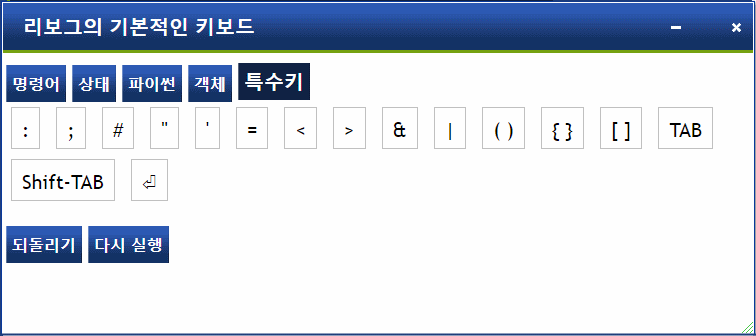 리보그의 기본적인 키보드
명령어 상태 파이썬 객체 특수키
: ; # " ' = < > & | ( ) { } [ ] TAB
Shift-TAB ⏎
되돌리기 다시 실행